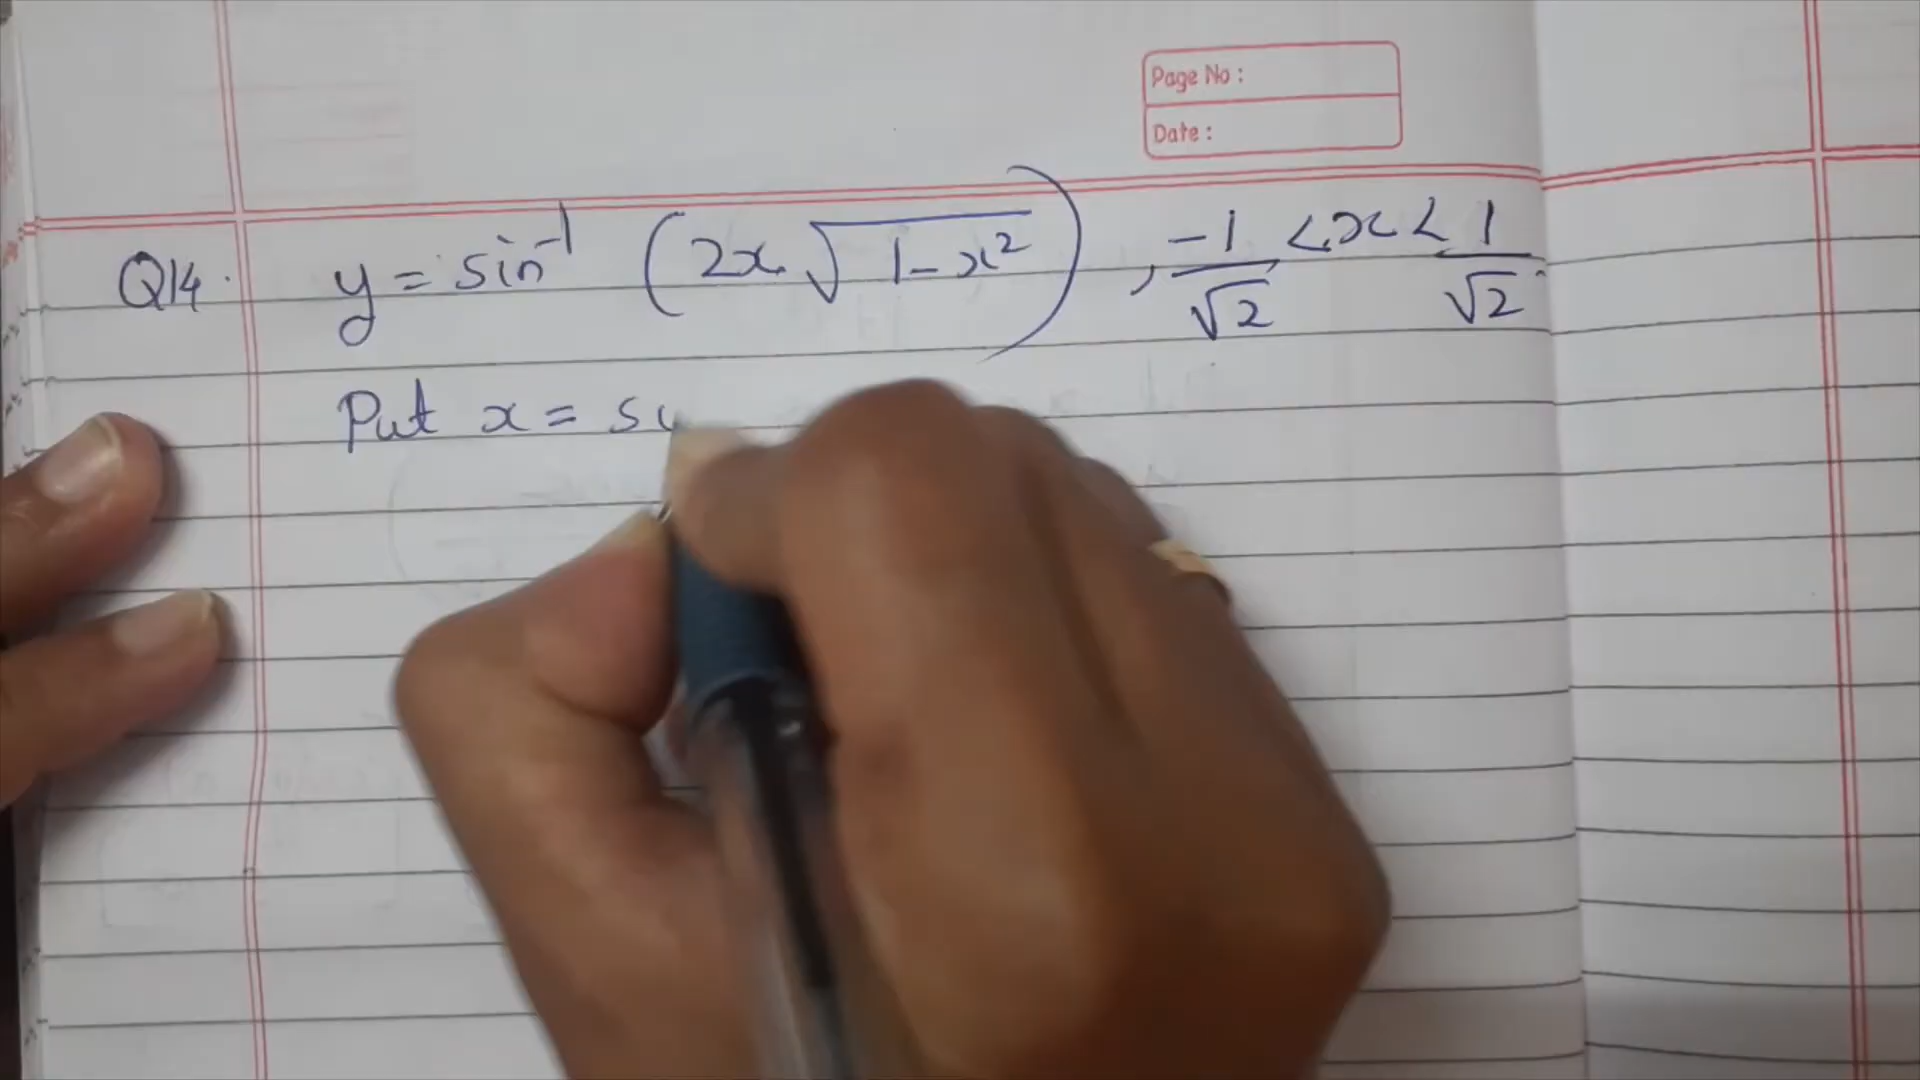 Page No :
Date :
Q14. y = sin⁻¹ (2x √(1-x²)), -1/√2 < x < 1/√2
Put x =